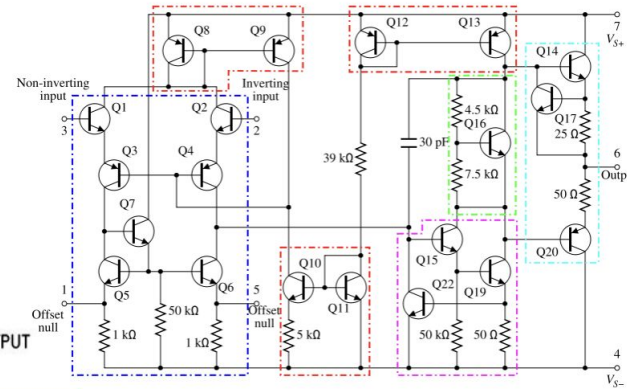 Q8
Q9
Q12
Q13
7
V_S+
Q14
Non-inverting
input
Q1
Q2
Inverting
input
3
2
4.5 kΩ
Q16
Q17
25 Ω
30 pF
39 kΩ
Q3
Q4
7.5 kΩ
6
Outp
50 Ω
Q7
Q10
Q15
Q20
1
Offset
null
Q5
Q6
5
Offset
null
Q11
Q22
Q19
50 kΩ
1 kΩ
1 kΩ
5 kΩ
50 kΩ
50 Ω
PUT
4
V_S−